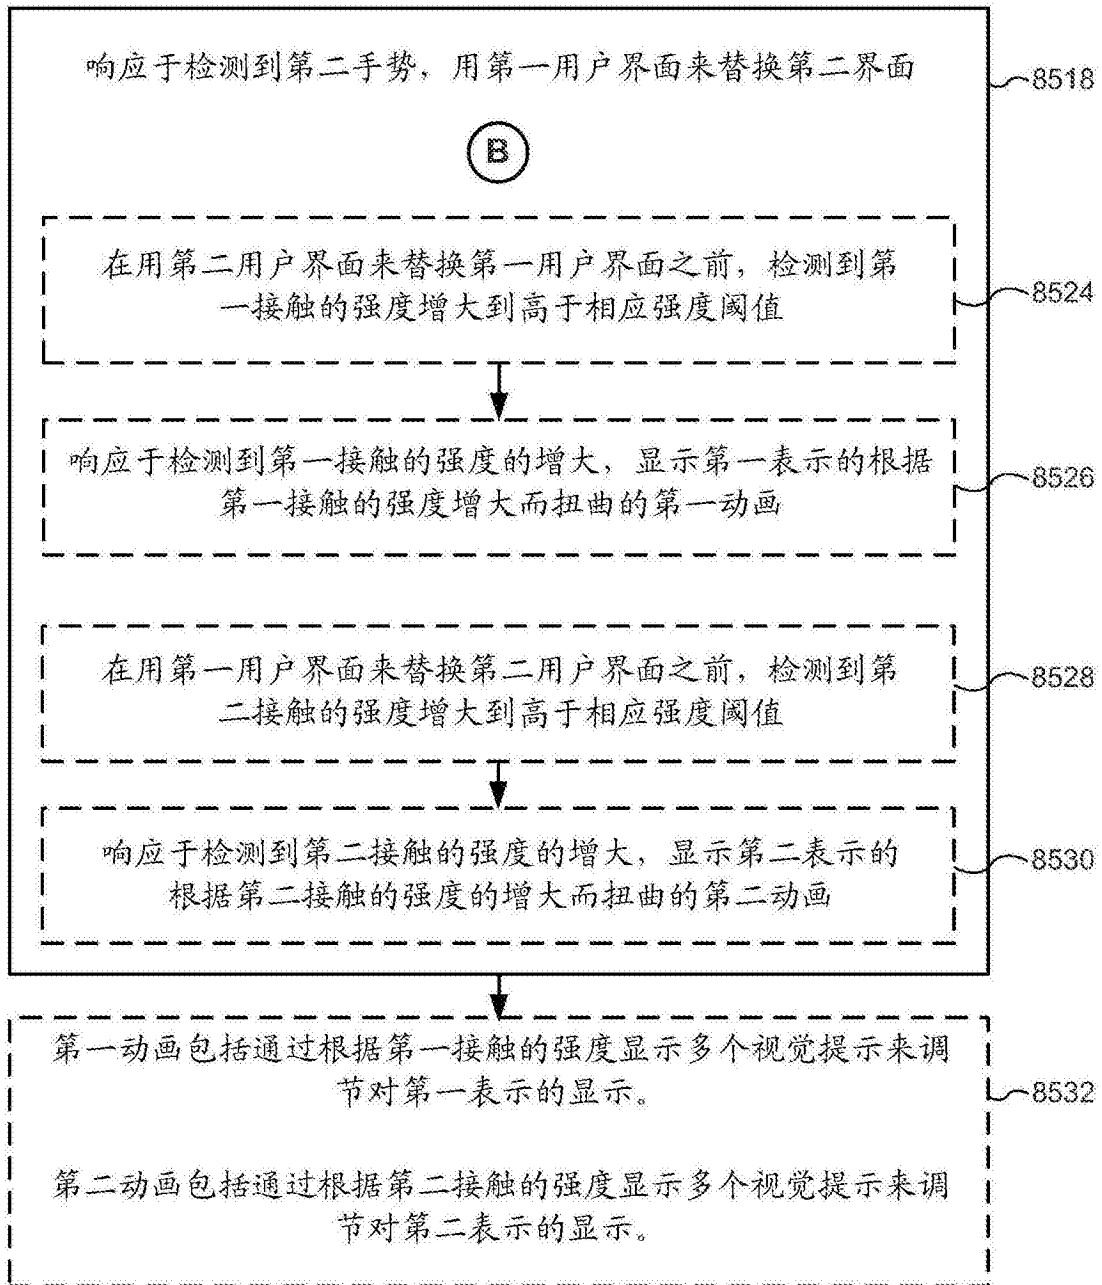 响应于检测到第二手势，用第一用户界面来替换第二界面
8518
B
在用第二用户界面来替换第一用户界面之前，检测到第
一接触的强度增大到高于相应强度阈值
8524
响应于检测到第一接触的强度的增大，显示第一表示的根据
第一接触的强度增大而扭曲的第一动画
8526
在用第一用户界面来替换第二用户界面之前，检测到第
二接触的强度增大到高于相应强度阈值
8528
响应于检测到第二接触的强度的增大，显示第二表示的
根据第二接触的强度的增大而扭曲的第二动画
8530
第一动画包括通过根据第一接触的强度显示多个视觉提示来调
节对第一表示的显示。
8532
第二动画包括通过根据第二接触的强度显示多个视觉提示来调
节对第二表示的显示。